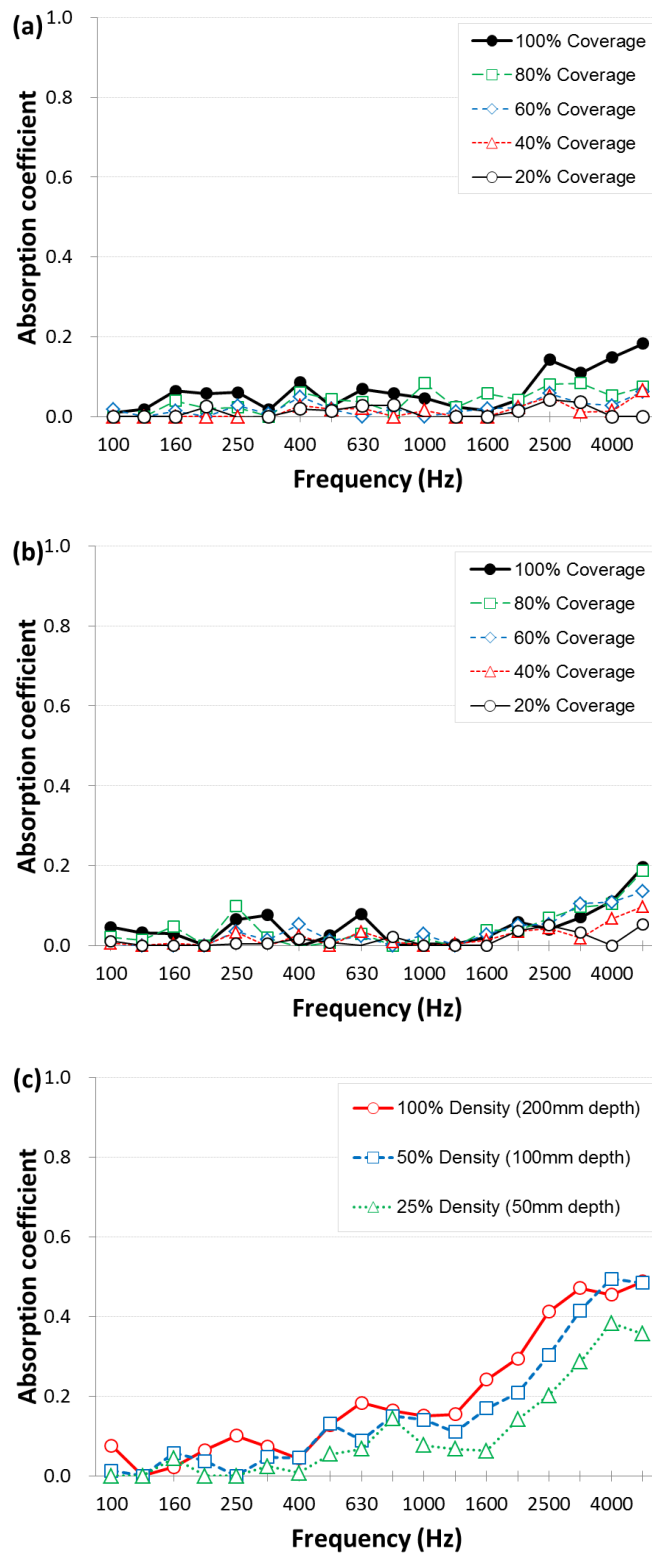 (a)
1.0
0.8
0.6
0.4
0.2
0.0
Absorption coefficient
100% Coverage
80% Coverage
60% Coverage
40% Coverage
20% Coverage
100 160 250 400 630 1000 1600 2500 4000
Frequency (Hz)
(b)
1.0
0.8
0.6
0.4
0.2
0.0
Absorption coefficient
100% Coverage
80% Coverage
60% Coverage
40% Coverage
20% Coverage
100 160 250 400 630 1000 1600 2500 4000
Frequency (Hz)
(c)
1.0
0.8
0.6
0.4
0.2
0.0
Absorption coefficient
100% Density (200mm depth)
50% Density (100mm depth)
25% Density (50mm depth)
100 160 250 400 630 1000 1600 2500 4000
Frequency (Hz)